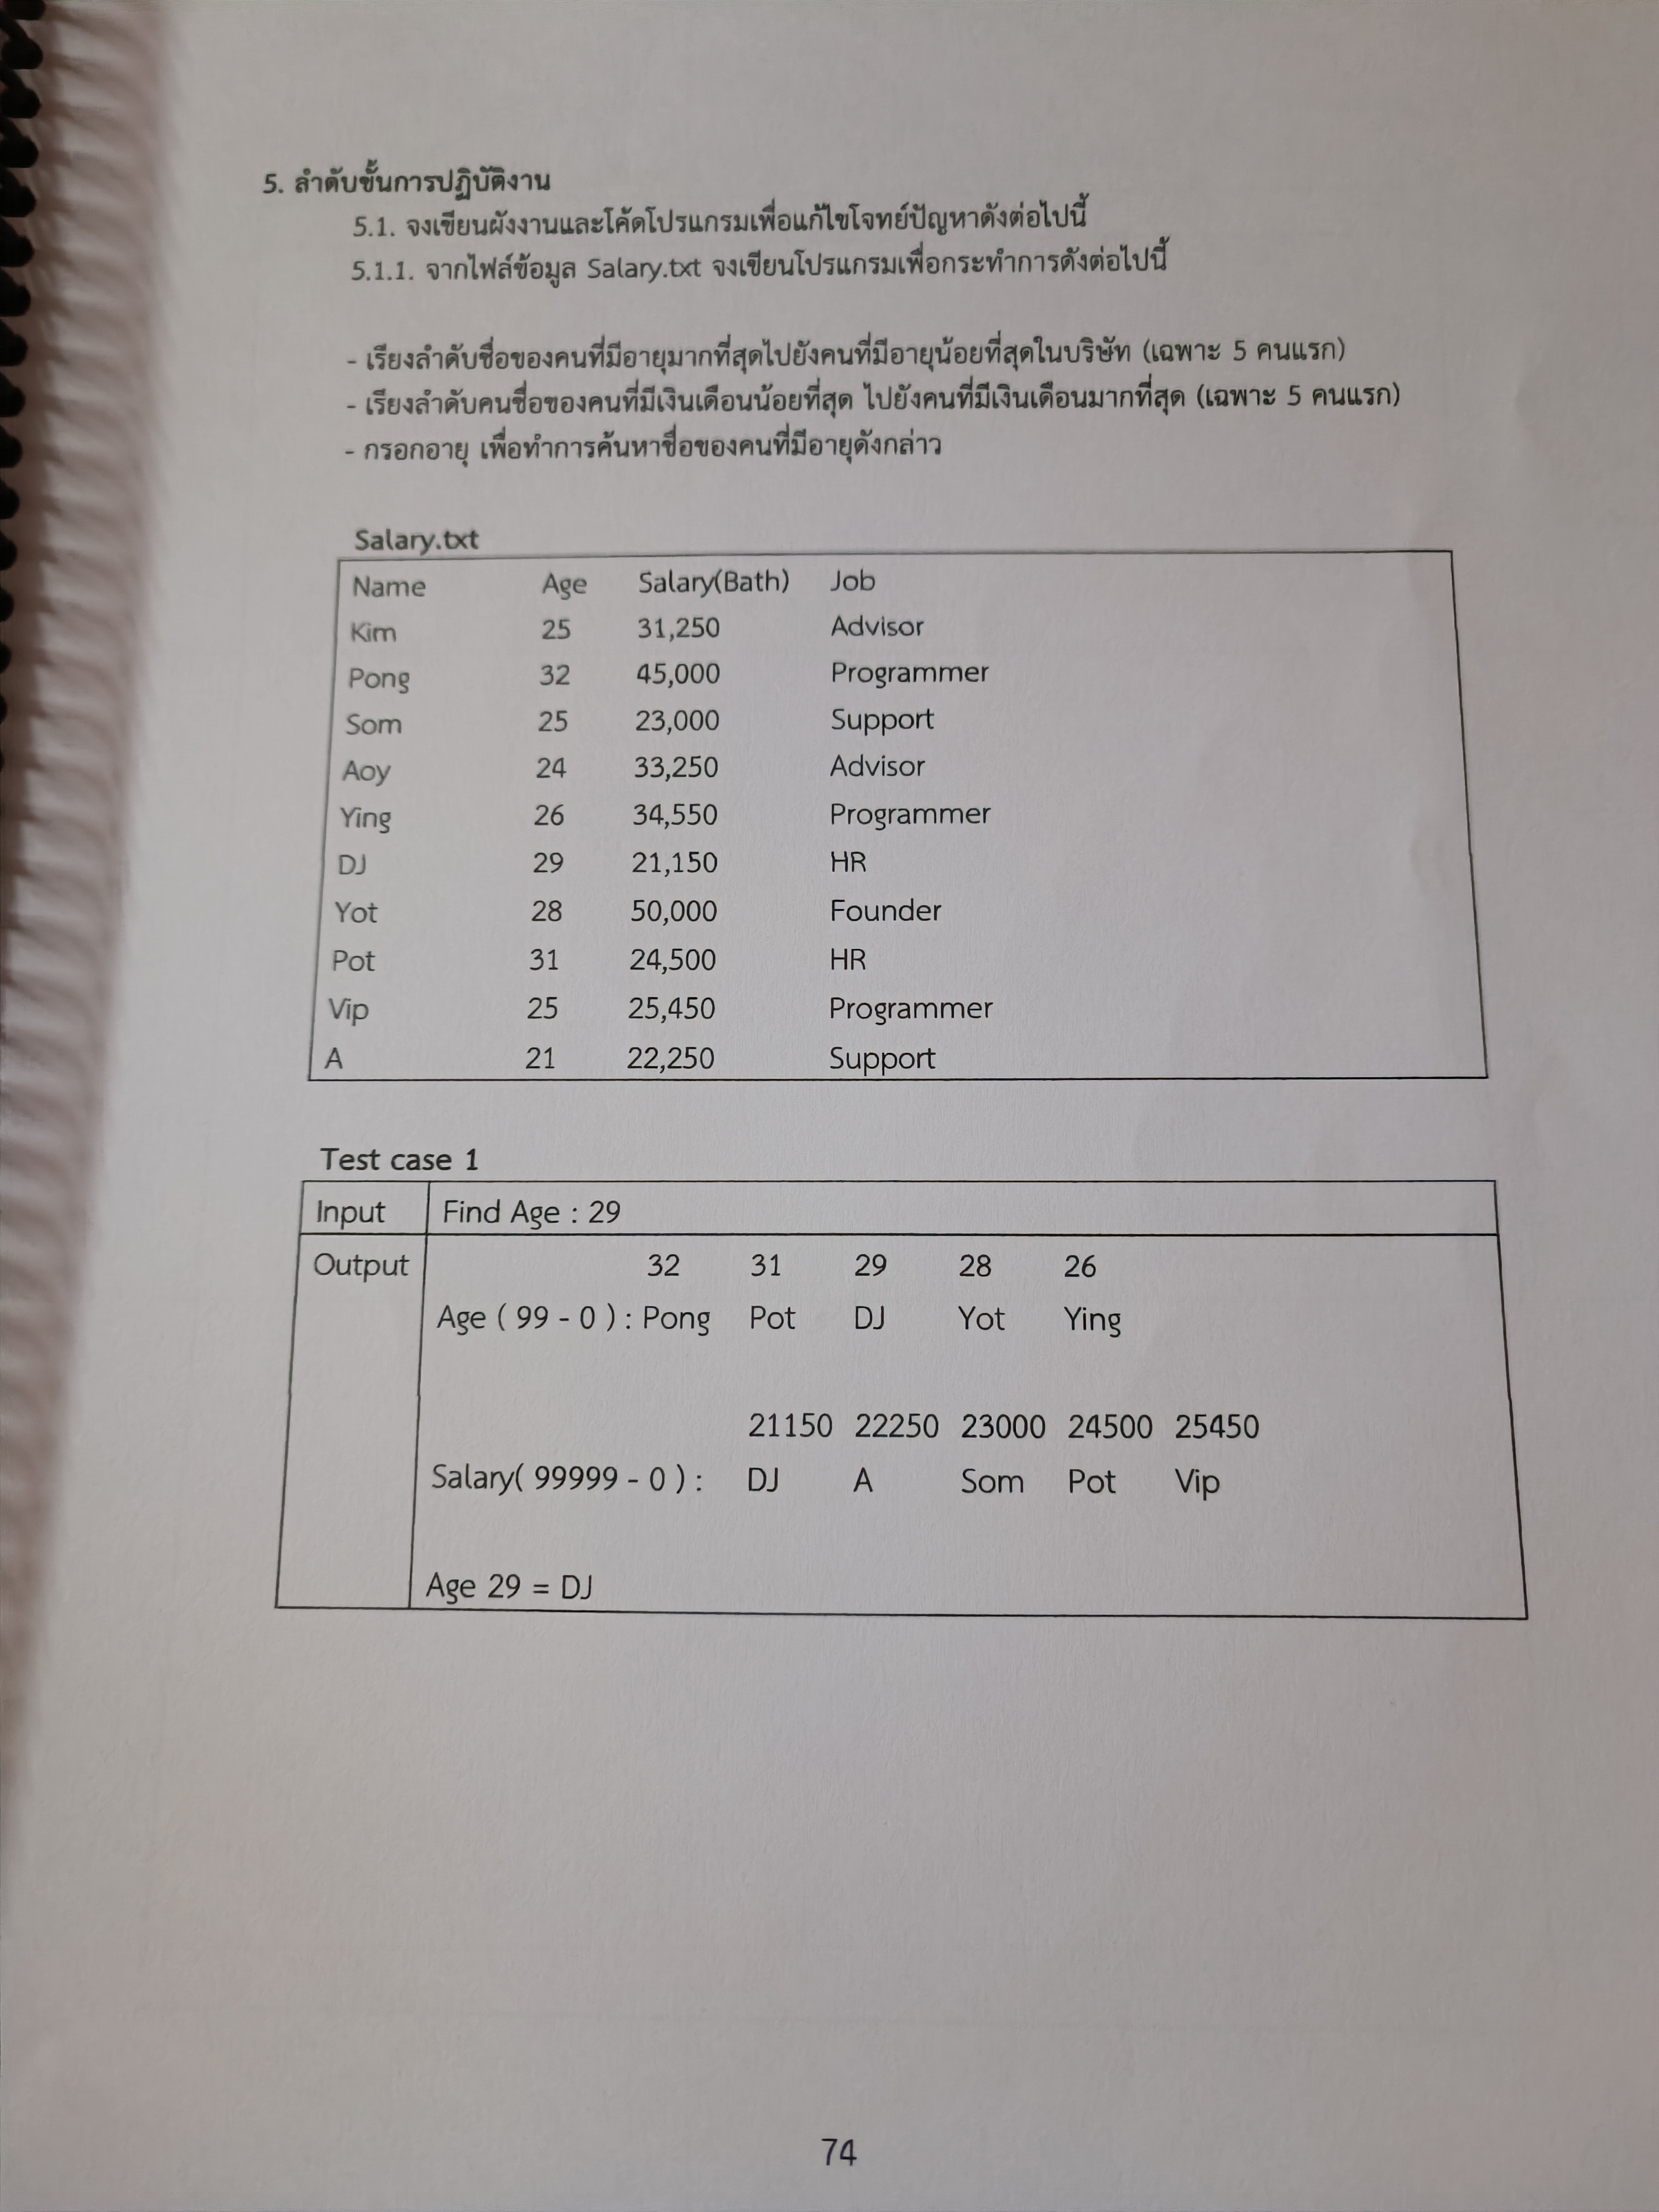 5. ลำดับขั้นการปฏิบัติงาน
5.1. จงเขียนผังงานและโค้ดโปรแกรมเพื่อแก้ไขโจทย์ปัญหาดังต่อไปนี้
5.1.1. จากไฟล์ข้อมูล Salary.txt จงเขียนโปรแกรมเพื่อกระทำการดังต่อไปนี้
- เรียงลำดับชื่อของคนที่มีอายุมากที่สุดไปยังคนที่มีอายุน้อยที่สุดในบริษัท (เฉพาะ 5 คนแรก)
- เรียงลำดับคนชื่อของคนที่มีเงินเดือนน้อยที่สุด ไปยังคนที่มีเงินเดือนมากที่สุด (เฉพาะ 5 คนแรก)
- กรอกอายุ เพื่อทำการค้นหาชื่อของคนที่มีอายุดังกล่าว
Salary.txt
Name Age Salary(Bath) Job
Kim 25 31,250 Advisor
Pong 32 45,000 Programmer
Som 25 23,000 Support
Aoy 24 33,250 Advisor
Ying 26 34,550 Programmer
DJ 29 21,150 HR
Yot 28 50,000 Founder
Pot 31 24,500 HR
Vip 25 25,450 Programmer
A 21 22,250 Support
Test case 1
Input Find Age : 29
Output 32 31 29 28 26
Age ( 99 - 0 ) : Pong Pot DJ Yot Ying
21150 22250 23000 24500 25450
Salary( 99999 - 0 ) : DJ A Som Pot Vip
Age 29 = DJ
74